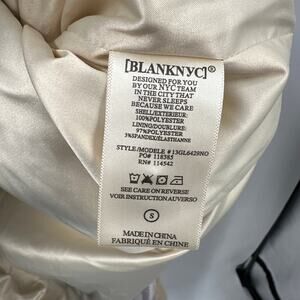 [BLANKNYC]®
DESIGNED FOR YOU
BY OUR NYC TEAM
IN THE CITY THAT
NEVER SLEEPS
BECAUSE WE CARE
SHELL/EXTERIEUR:
100%POLYESTER
LINING/DOUBLURE:
97%POLYESTER
3%SPANDEX/ELASTHANNE
STYLE/MODELE # 13GL6429NO
PO# 118385
RN# 114542
SEE CARE ON REVERSE
VOIR INSTRUCTION AUVERSO
S
MADE IN CHINA
FABRIQUÉ EN CHINE